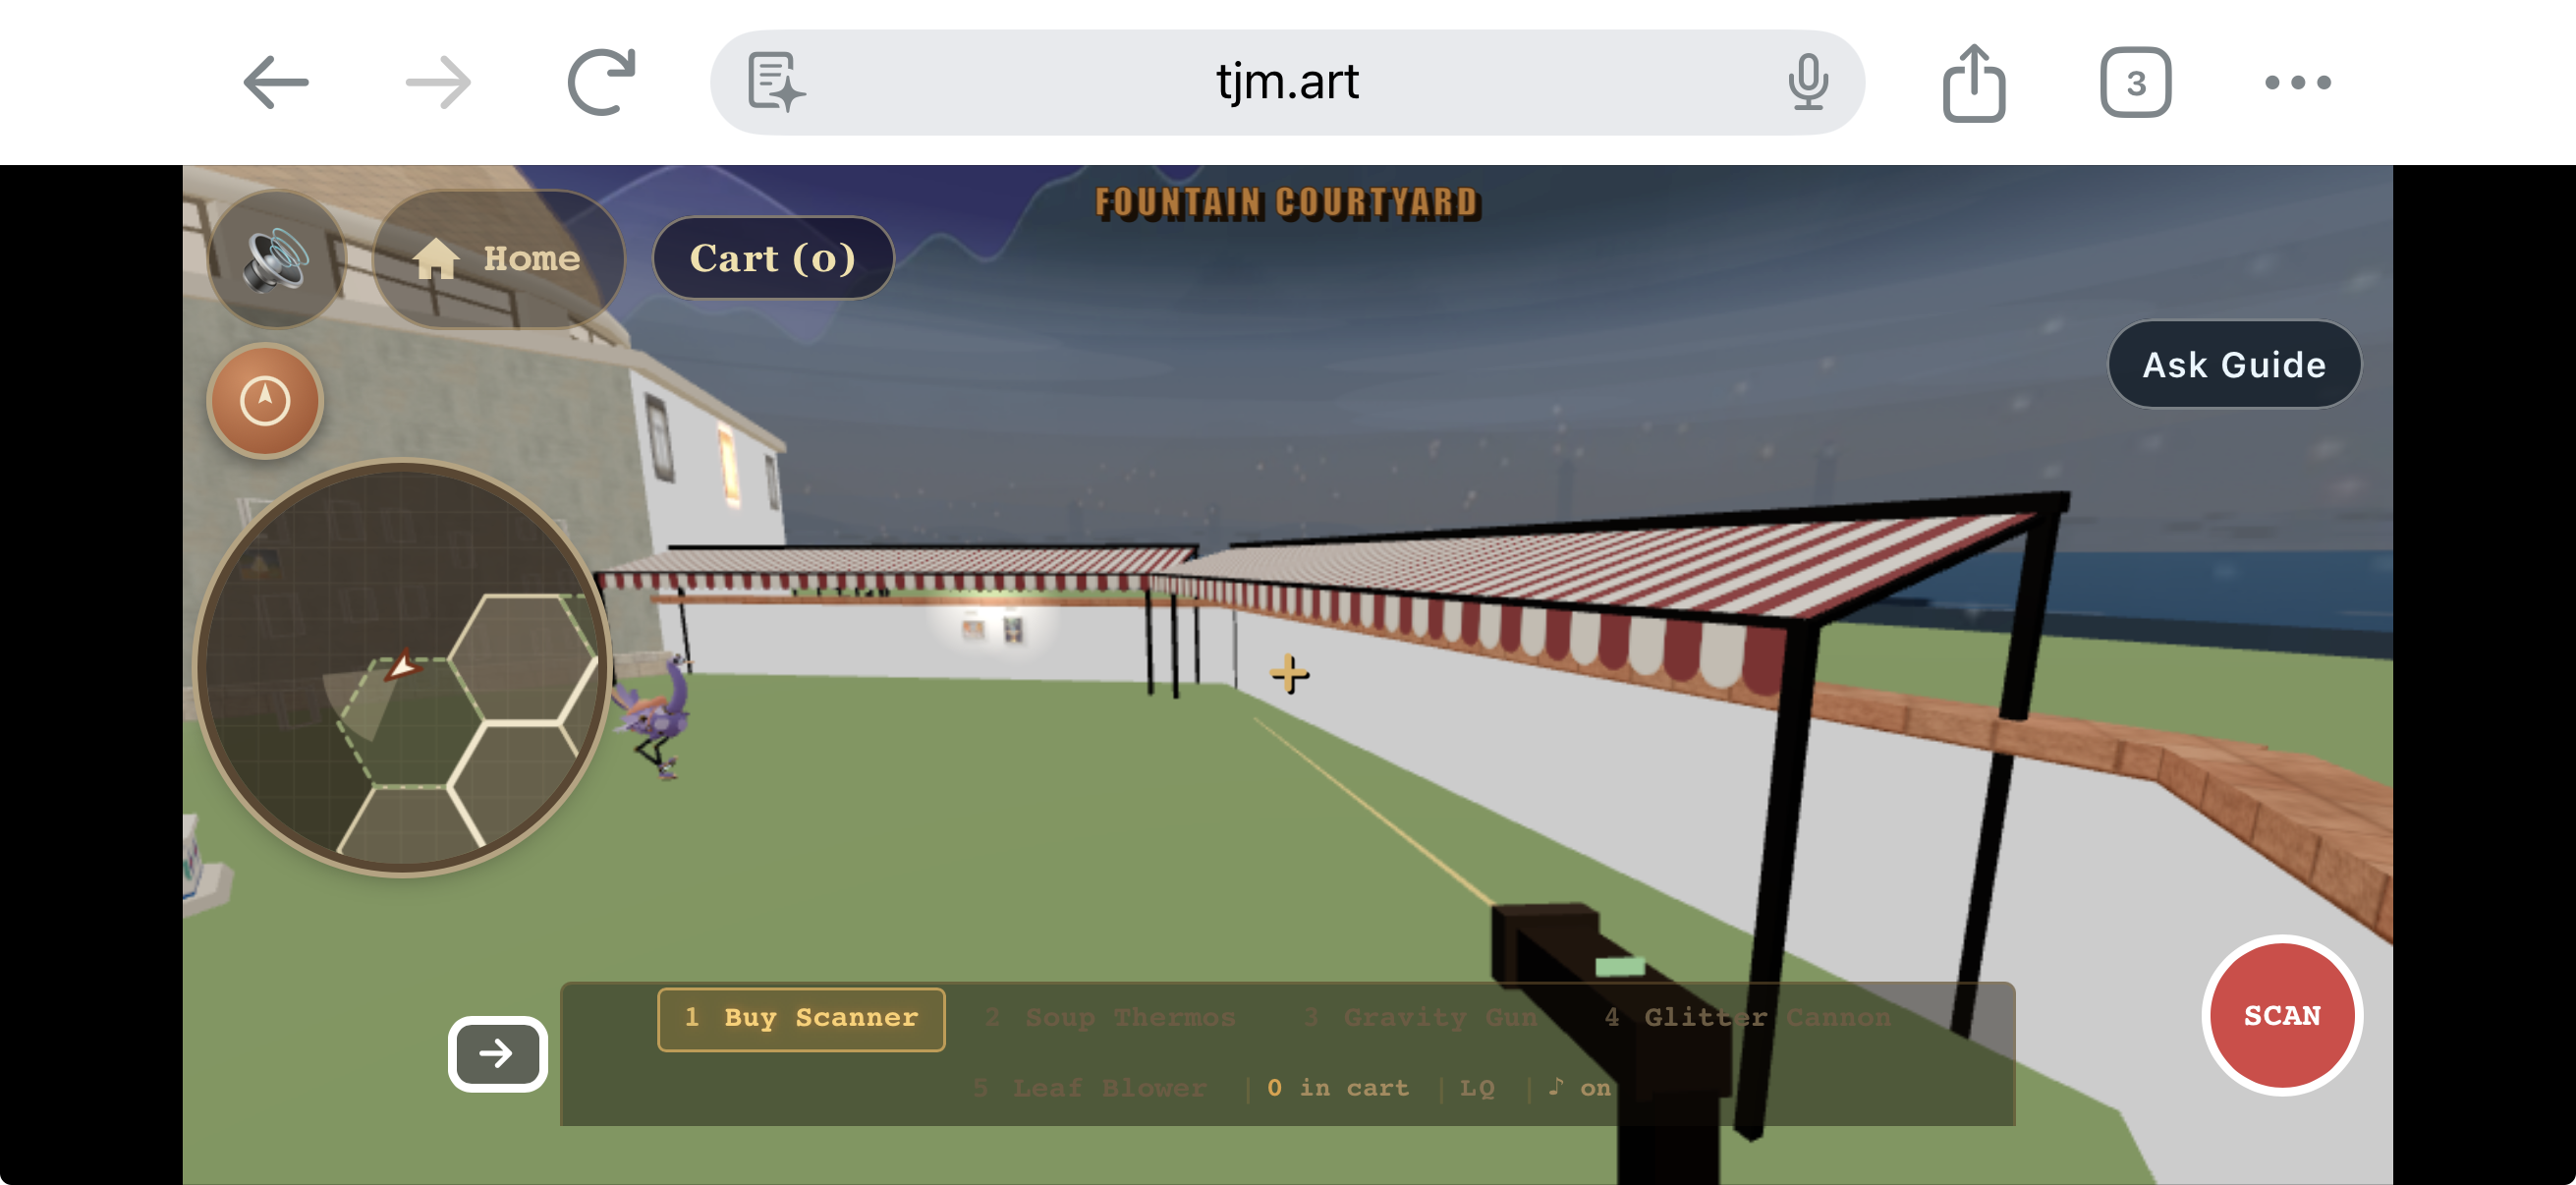 tjm.art
3
FOUNTAIN COURTYARD
Home
Cart (0)
Ask Guide
1 Buy Scanner 2 Soup Thermos 3 Gravity Gun 4 Glitter Cannon
5 Leaf Blower | 0 in cart | LQ | ♪ on
SCAN